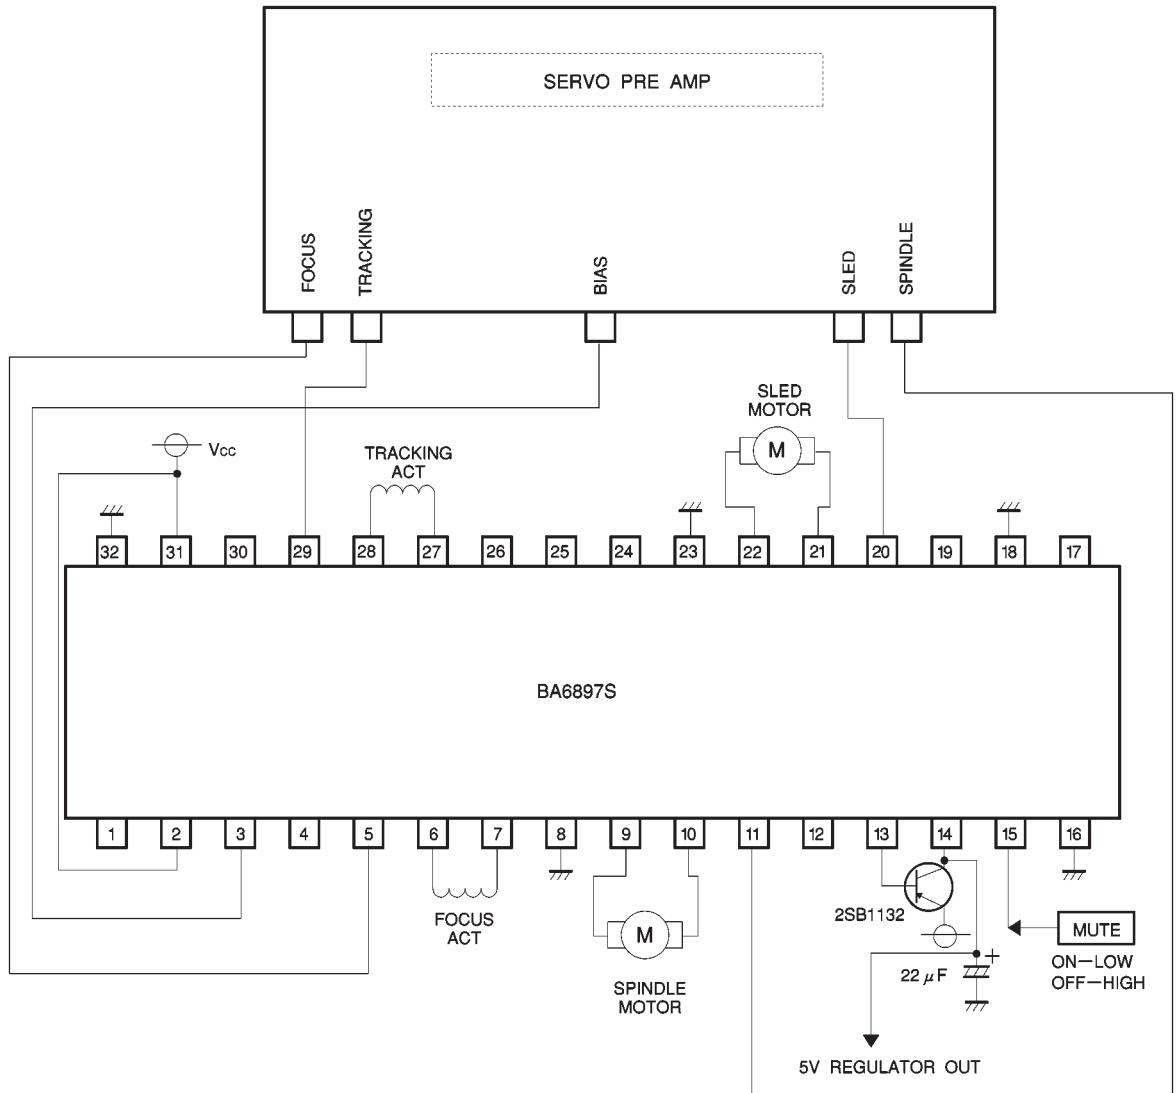 SERVO PRE AMP
FOCUS
TRACKING
BIAS
SLED
SPINDLE
SLED
MOTOR
M
Vcc
TRACKING
ACT
32 31 30 29 28 27 26 25 24 23 22 21 20 19 18 17
BA6897S
1 2 3 4 5 6 7 8 9 10 11 12 13 14 15 16
2SB1132
FOCUS
ACT
M
MUTE
ON−LOW
OFF−HIGH
+
22 μF
SPINDLE
MOTOR
5V REGULATOR OUT